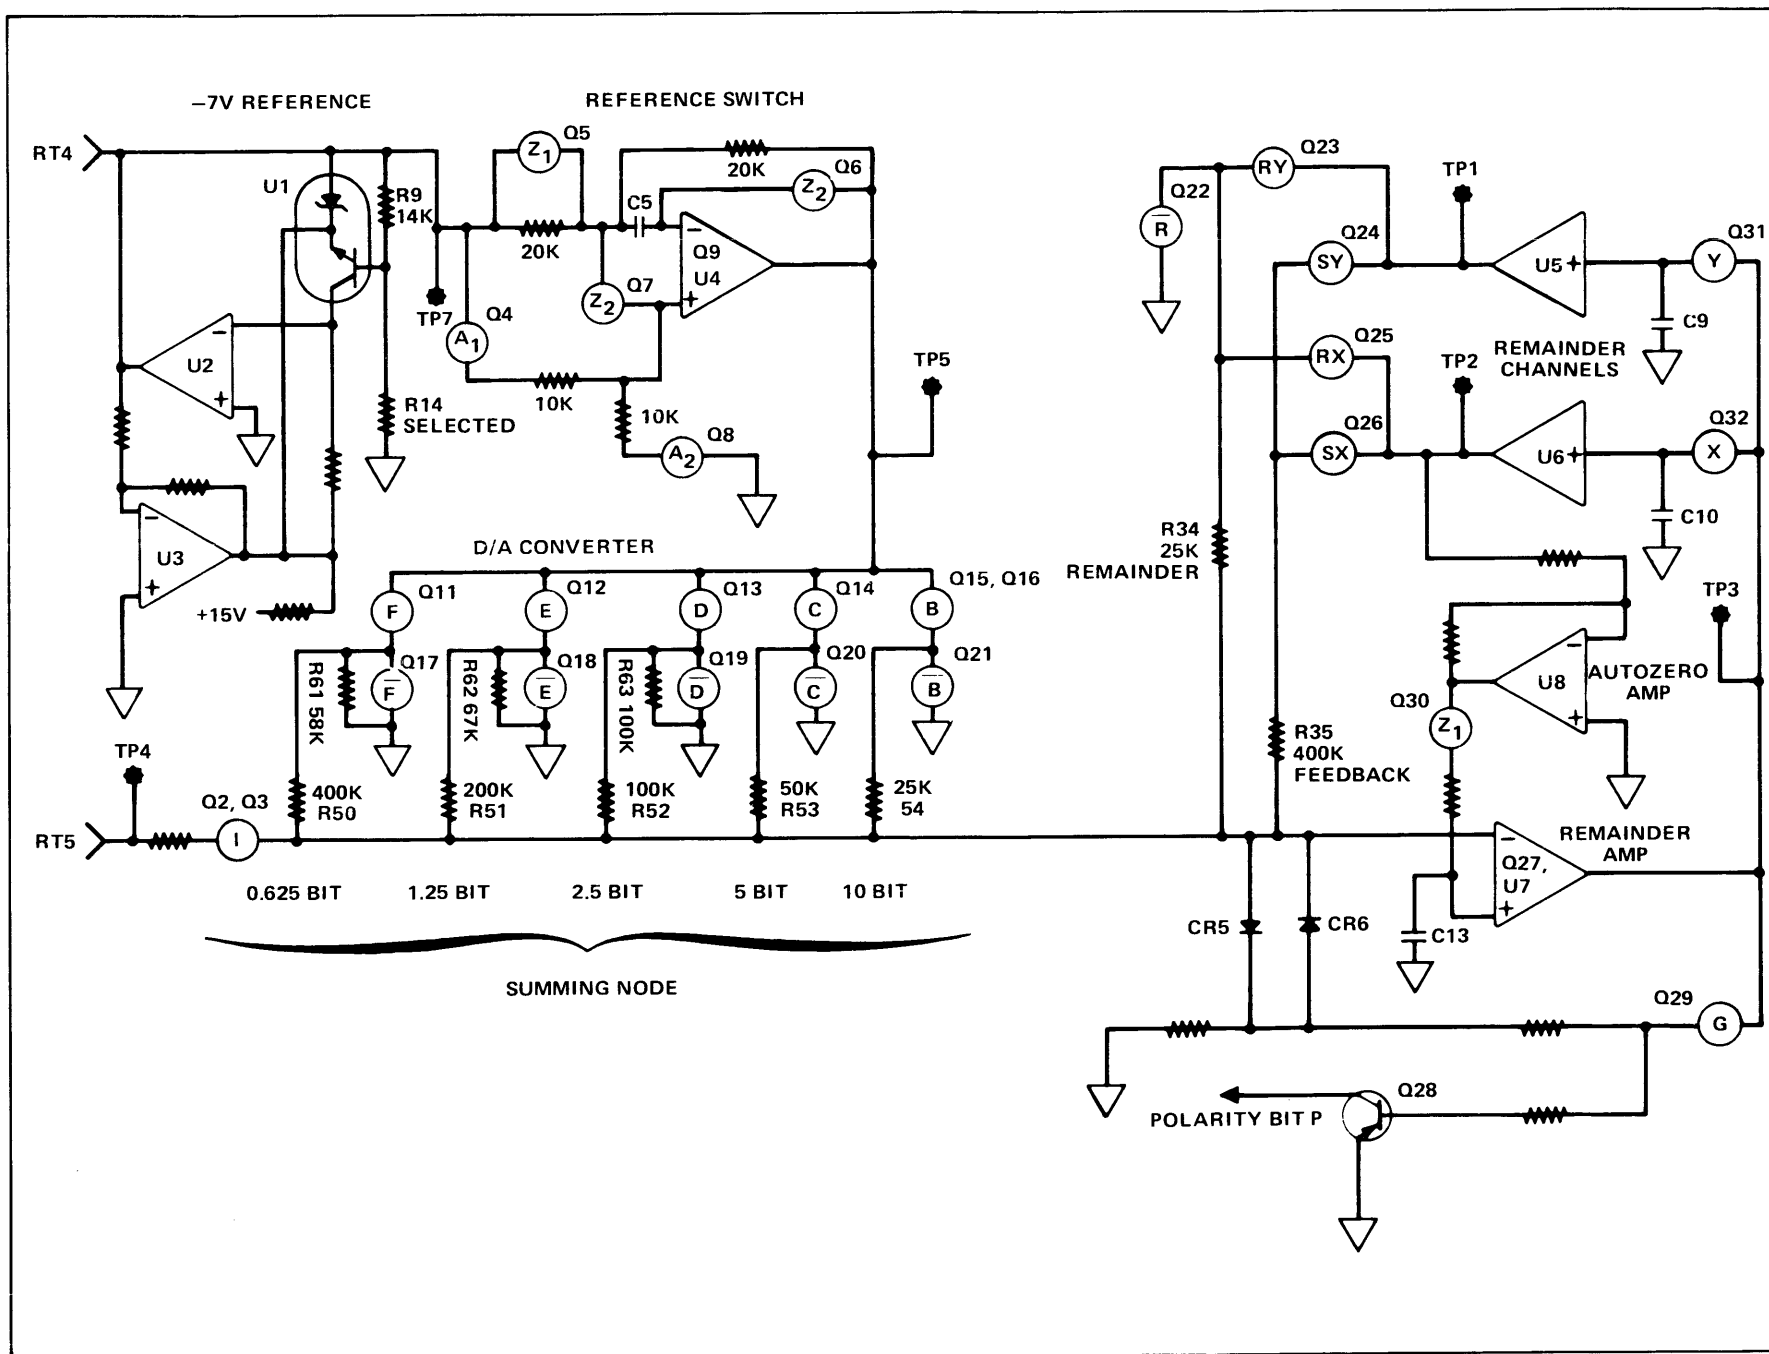 −7V REFERENCE
REFERENCE SWITCH
RT4
U1
R9
14K
Z1
Q5
20K
20K
Z2
Q6
C5
Q9
U4
−
+
Z2
Q7
TP7
Q4
A1
10K
10K
A2
Q8
U2
−
+
R14
SELECTED
U3
−
+
+15V
TP5
D/A CONVERTER
F
Q11
E
Q12
D
Q13
C
Q14
B
Q15, Q16
F
Q17
E
Q18
D
Q19
C
Q20
B
Q21
R61 58K
R62 67K
R63 100K
400K
R50
200K
R51
100K
R52
50K
R53
25K
54
TP4
RT5
Q2, Q3
I
0.625 BIT
1.25 BIT
2.5 BIT
5 BIT
10 BIT
SUMMING NODE
RY
Q23
Q22
R
TP1
SY
Q24
U5
+
Y
Q31
C9
REMAINDER
CHANNELS
RX
Q25
TP2
SX
Q26
U6
+
X
Q32
C10
R34
25K
REMAINDER
TP3
U8
−
+
AUTOZERO
AMP
Q30
Z1
R35
400K
FEEDBACK
REMAINDER
AMP
−
Q27,
U7
+
C13
CR5
CR6
Q29
G
Q28
POLARITY BIT P